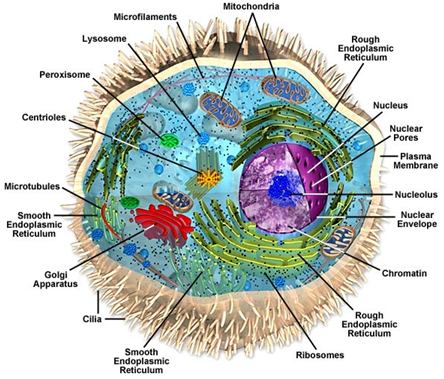 Mitochondria
Microfilaments
Lysosome
Rough
Endoplasmic
Reticulum
Peroxisome
Nucleus
Centrioles
Nuclear
Pores
Plasma
Membrane
Microtubules
Nucleolus
Smooth
Endoplasmic
Reticulum
Nuclear
Envelope
Golgi
Apparatus
Chromatin
Cilia
Rough
Endoplasmic
Reticulum
Smooth
Endoplasmic
Reticulum
Ribosomes